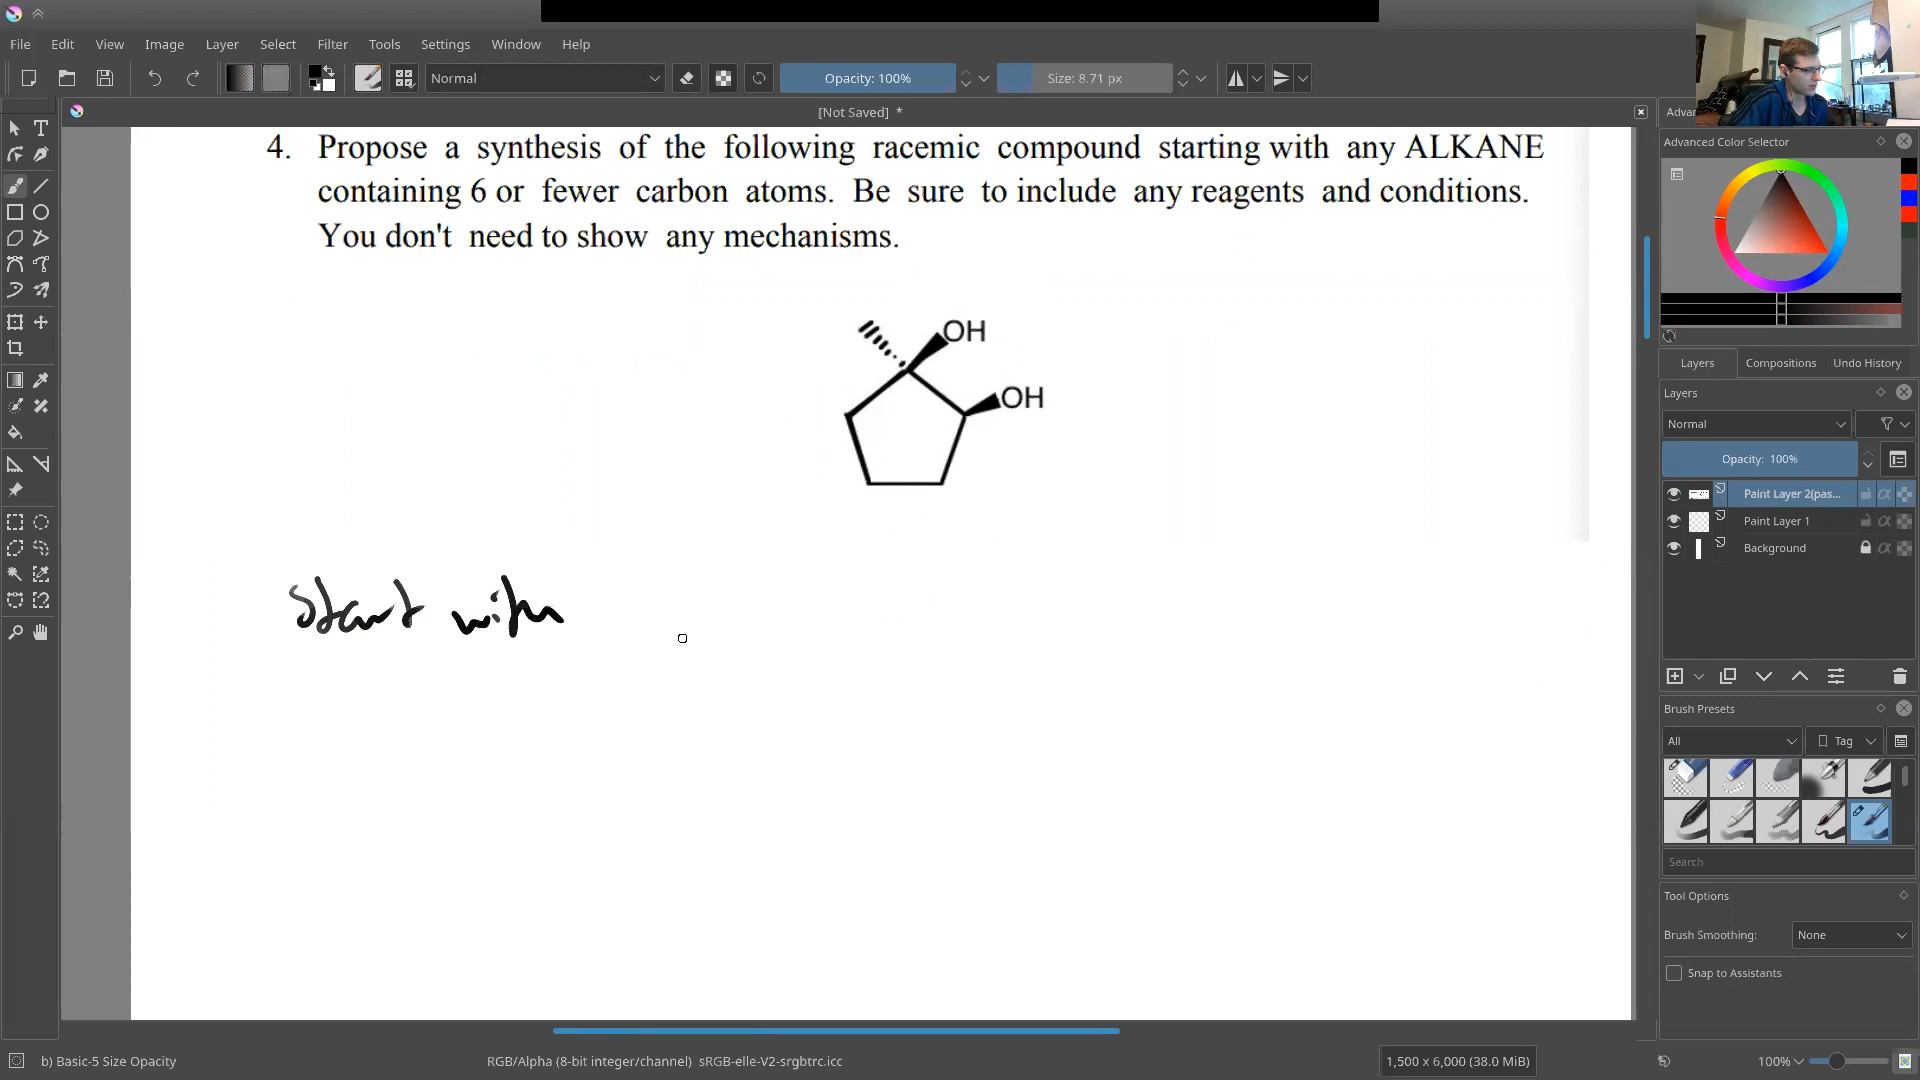 File Edit View Image Layer Select Filter Tools Settings Window Help
Normal Opacity: 100% Size: 8.71 px
[Not Saved] *
4. Propose a synthesis of the following racemic compound starting with any ALKANE
containing 6 or fewer carbon atoms. Be sure to include any reagents and conditions.
You don't need to show any mechanisms.
OH
OH
start with
Advanced Color Selector
Layers Compositions Undo History
Layers
Normal
Opacity: 100%
Paint Layer 2(pas...
Paint Layer 1
Background
Brush Presets
All Tag
Search
Tool Options
Brush Smoothing: None
Snap to Assistants
b) Basic-5 Size Opacity RGB/Alpha (8-bit integer/channel) sRGB-elle-V2-srgbtrc.icc 1,500 x 6,000 (38.0 MiB) 100%